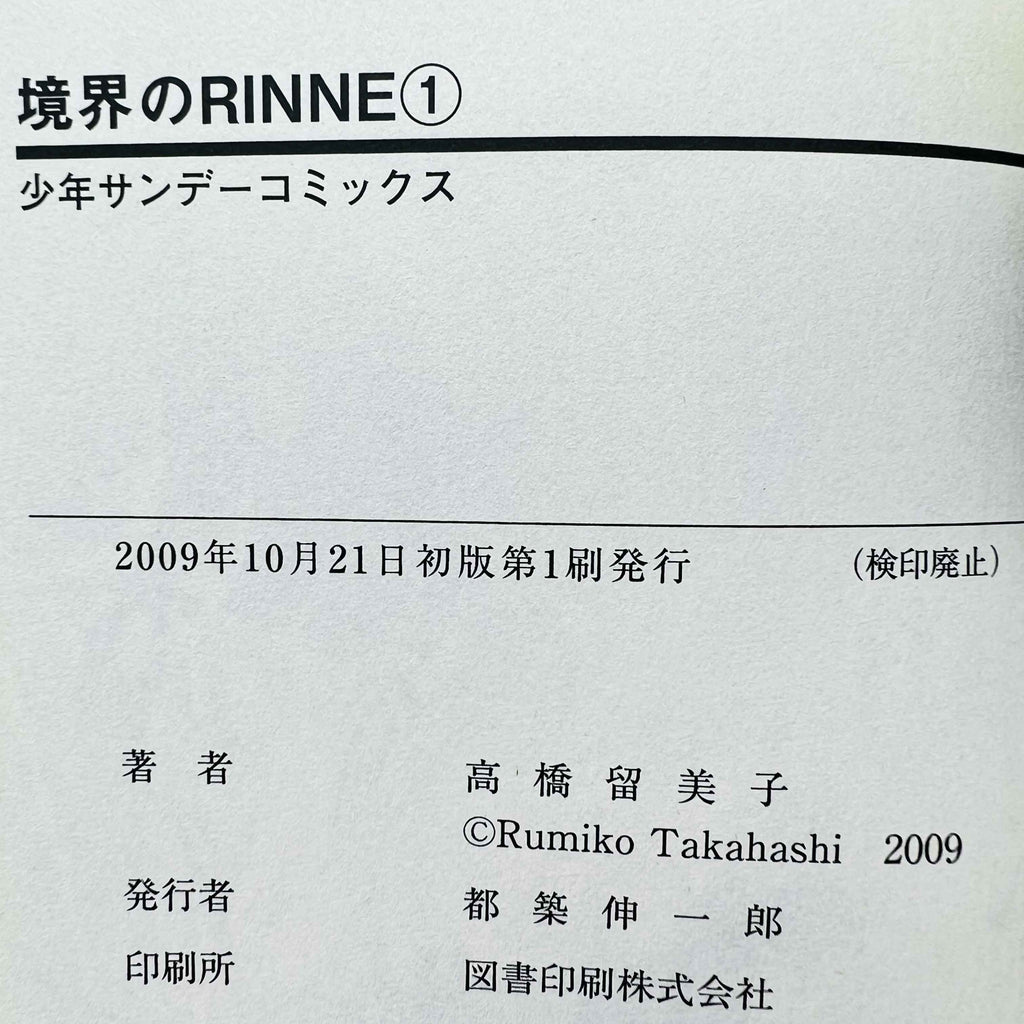 境界のRINNE①
少年サンデーコミックス
2009年10月21日初版第1刷発行 （検印廃止）
著者 高橋留美子
©Rumiko Takahashi 2009
発行者 都築伸一郎
印刷所 図書印刷株式会社